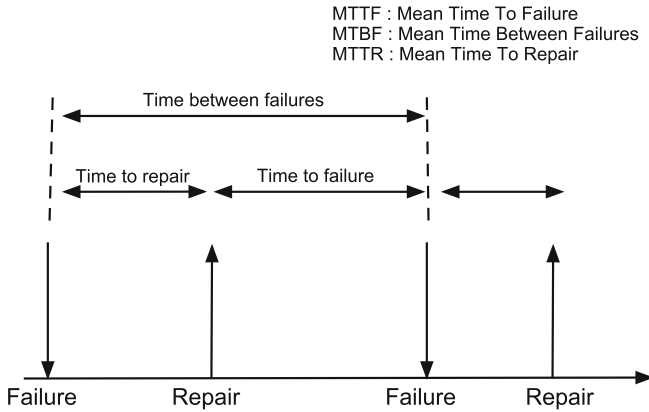 MTTF : Mean Time To Failure
MTBF : Mean Time Between Failures
MTTR : Mean Time To Repair
Time between failures
Time to repair
Time to failure
Failure
Repair
Failure
Repair